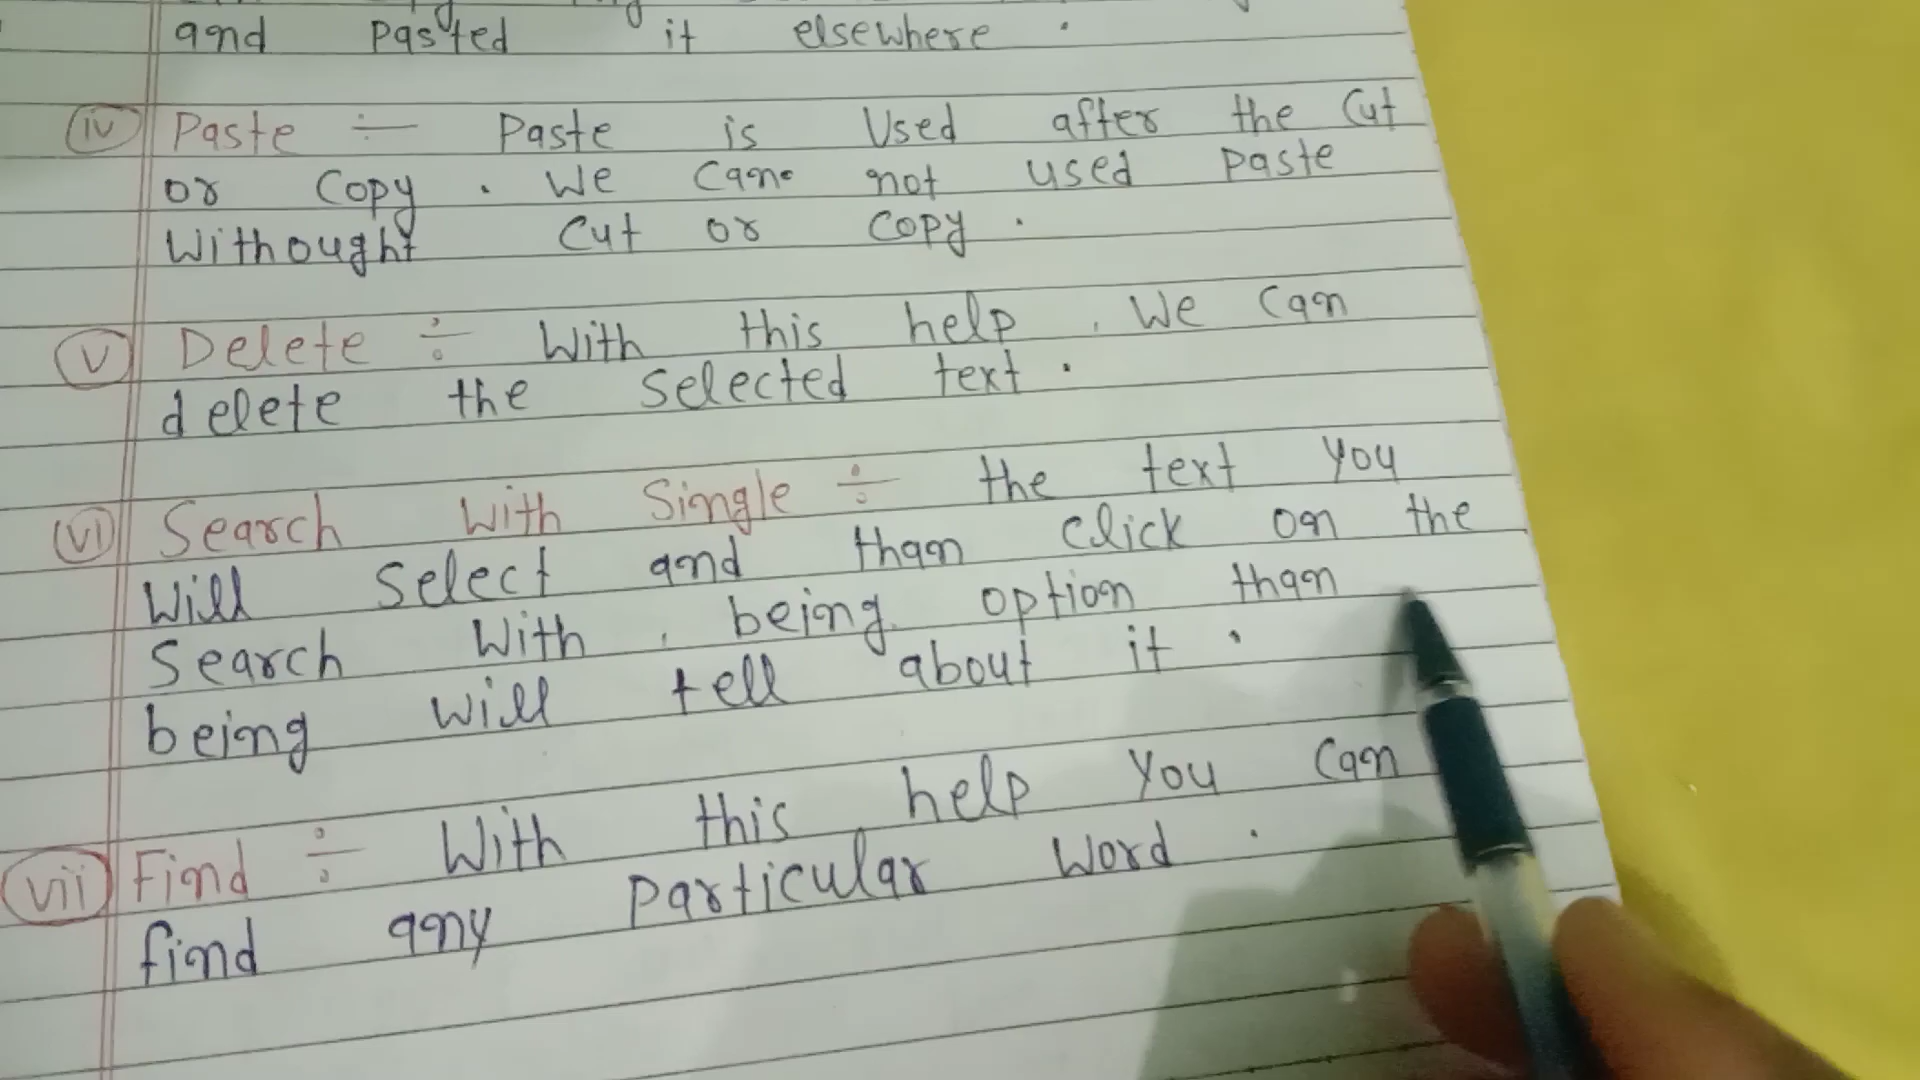 and pasted it elsewhere.
iv Paste ÷ Paste is Used after the Cut
or Copy. We Cane not used paste
Withought Cut or Copy.
v Delete ÷ With this help, We Can
delete the Selected text.
vi Search With Single ÷ the text you
Will Select and than Click on the
Search With, being option than
being will tell about it.
vii Find ÷ With this help You Can
find any Particular Word.